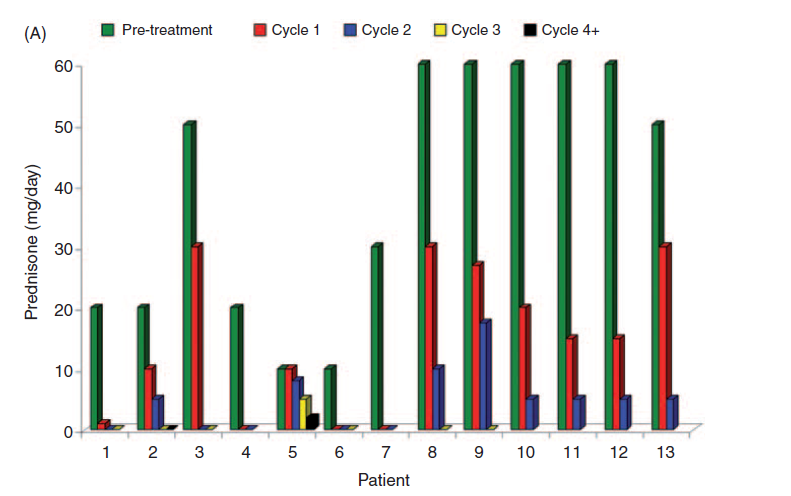 (A)
Pre-treatment Cycle 1 Cycle 2 Cycle 3 Cycle 4+
Prednisone (mg/day)
60
50
40
30
20
10
0
1 2 3 4 5 6 7 8 9 10 11 12 13
Patient